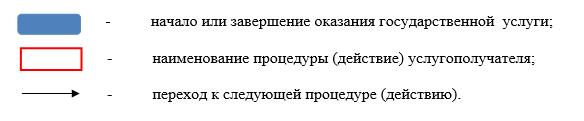 - начало или завершение оказания государственной услуги;
- наименование процедуры (действие) услугополучателя;
- переход к следующей процедуре (действию).